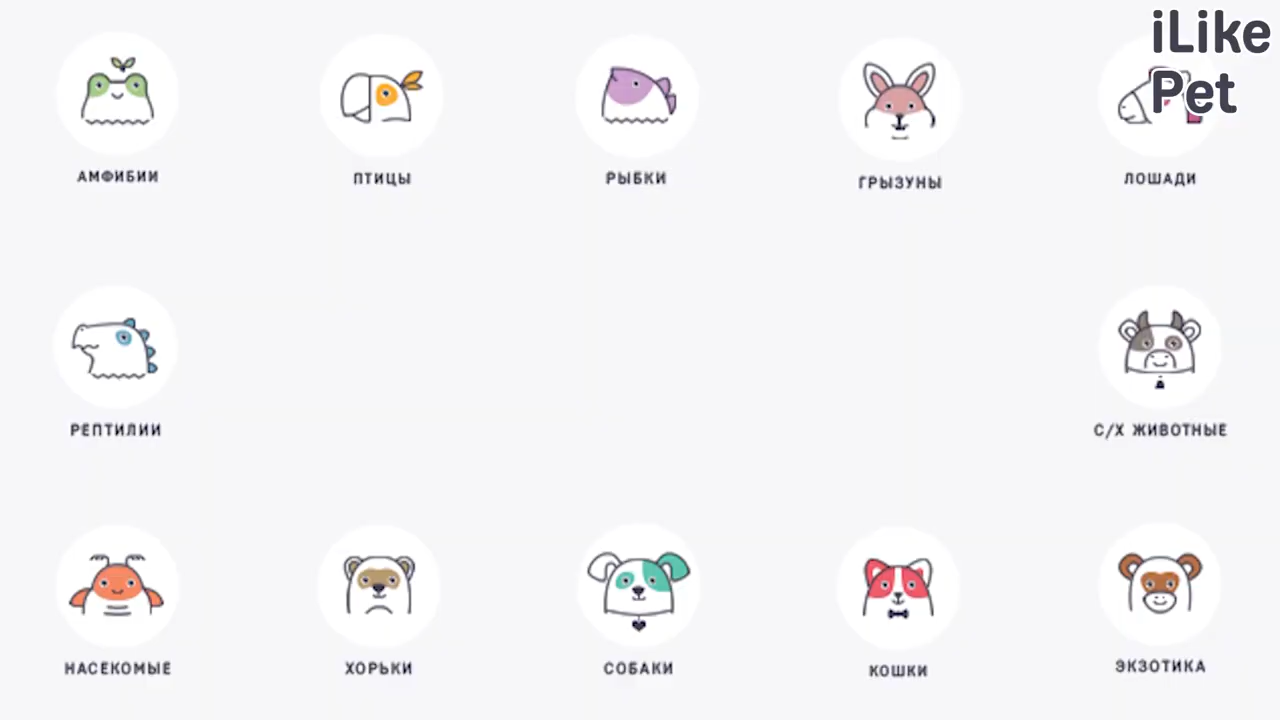 iLike
Pet
АМФИБИИ
ПТИЦЫ
РЫБКИ
ГРЫЗУНЫ
ЛОШАДИ
РЕПТИЛИИ
С/Х ЖИВОТНЫЕ
НАСЕКОМЫЕ
ХОРЬКИ
СОБАКИ
КОШКИ
ЭКЗОТИКА